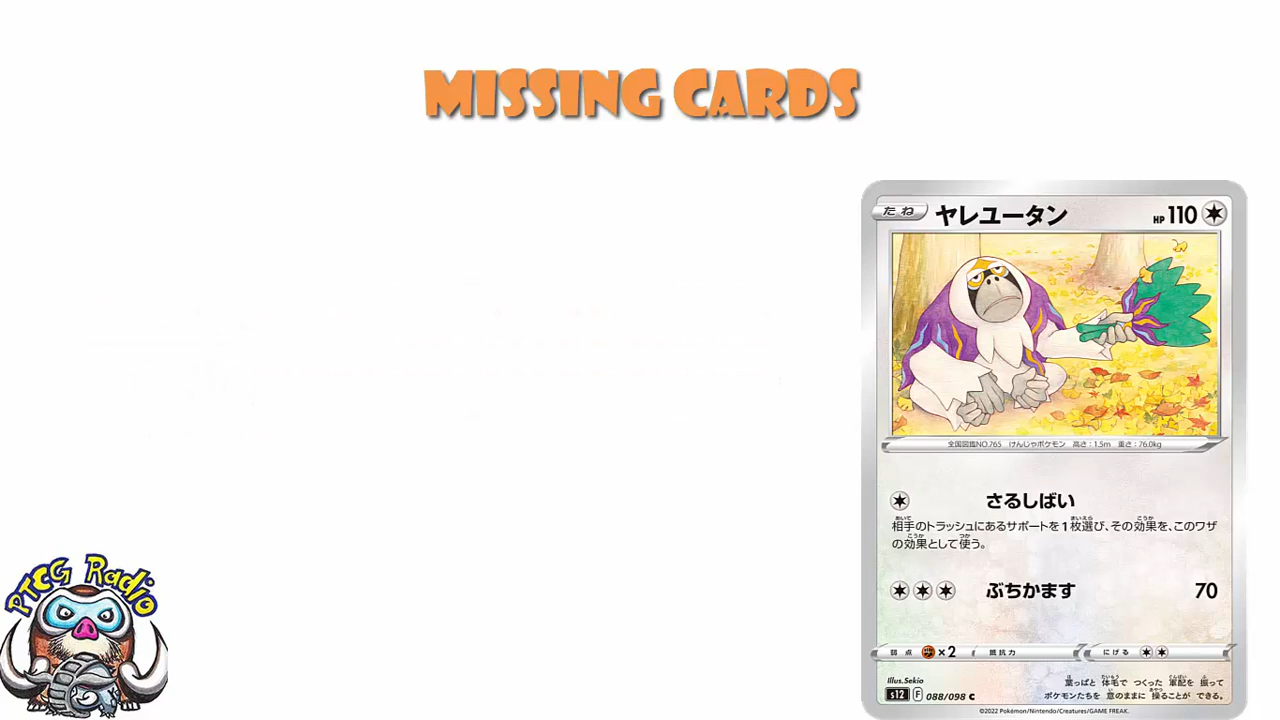 MISSING CARDS
たね ヤレユータン HP 110
全国図鑑NO.765 けんじゃポケモン 高さ：1.5m 重さ：76.0kg
さるしばい
相手のトラッシュにあるサポートを1枚選び、その効果を、このワザ
の効果として使う。
ぶちかます 70
弱点 ×2 抵抗力 にげる
Illus.Sekio
s12 F 088/098 C
葉っぱと 体毛で つくった 軍配を 振って
ポケモンたちを 意のままに 操ることが できる。
©2022 Pokémon/Nintendo/Creatures/GAME FREAK.
PTCG Radio